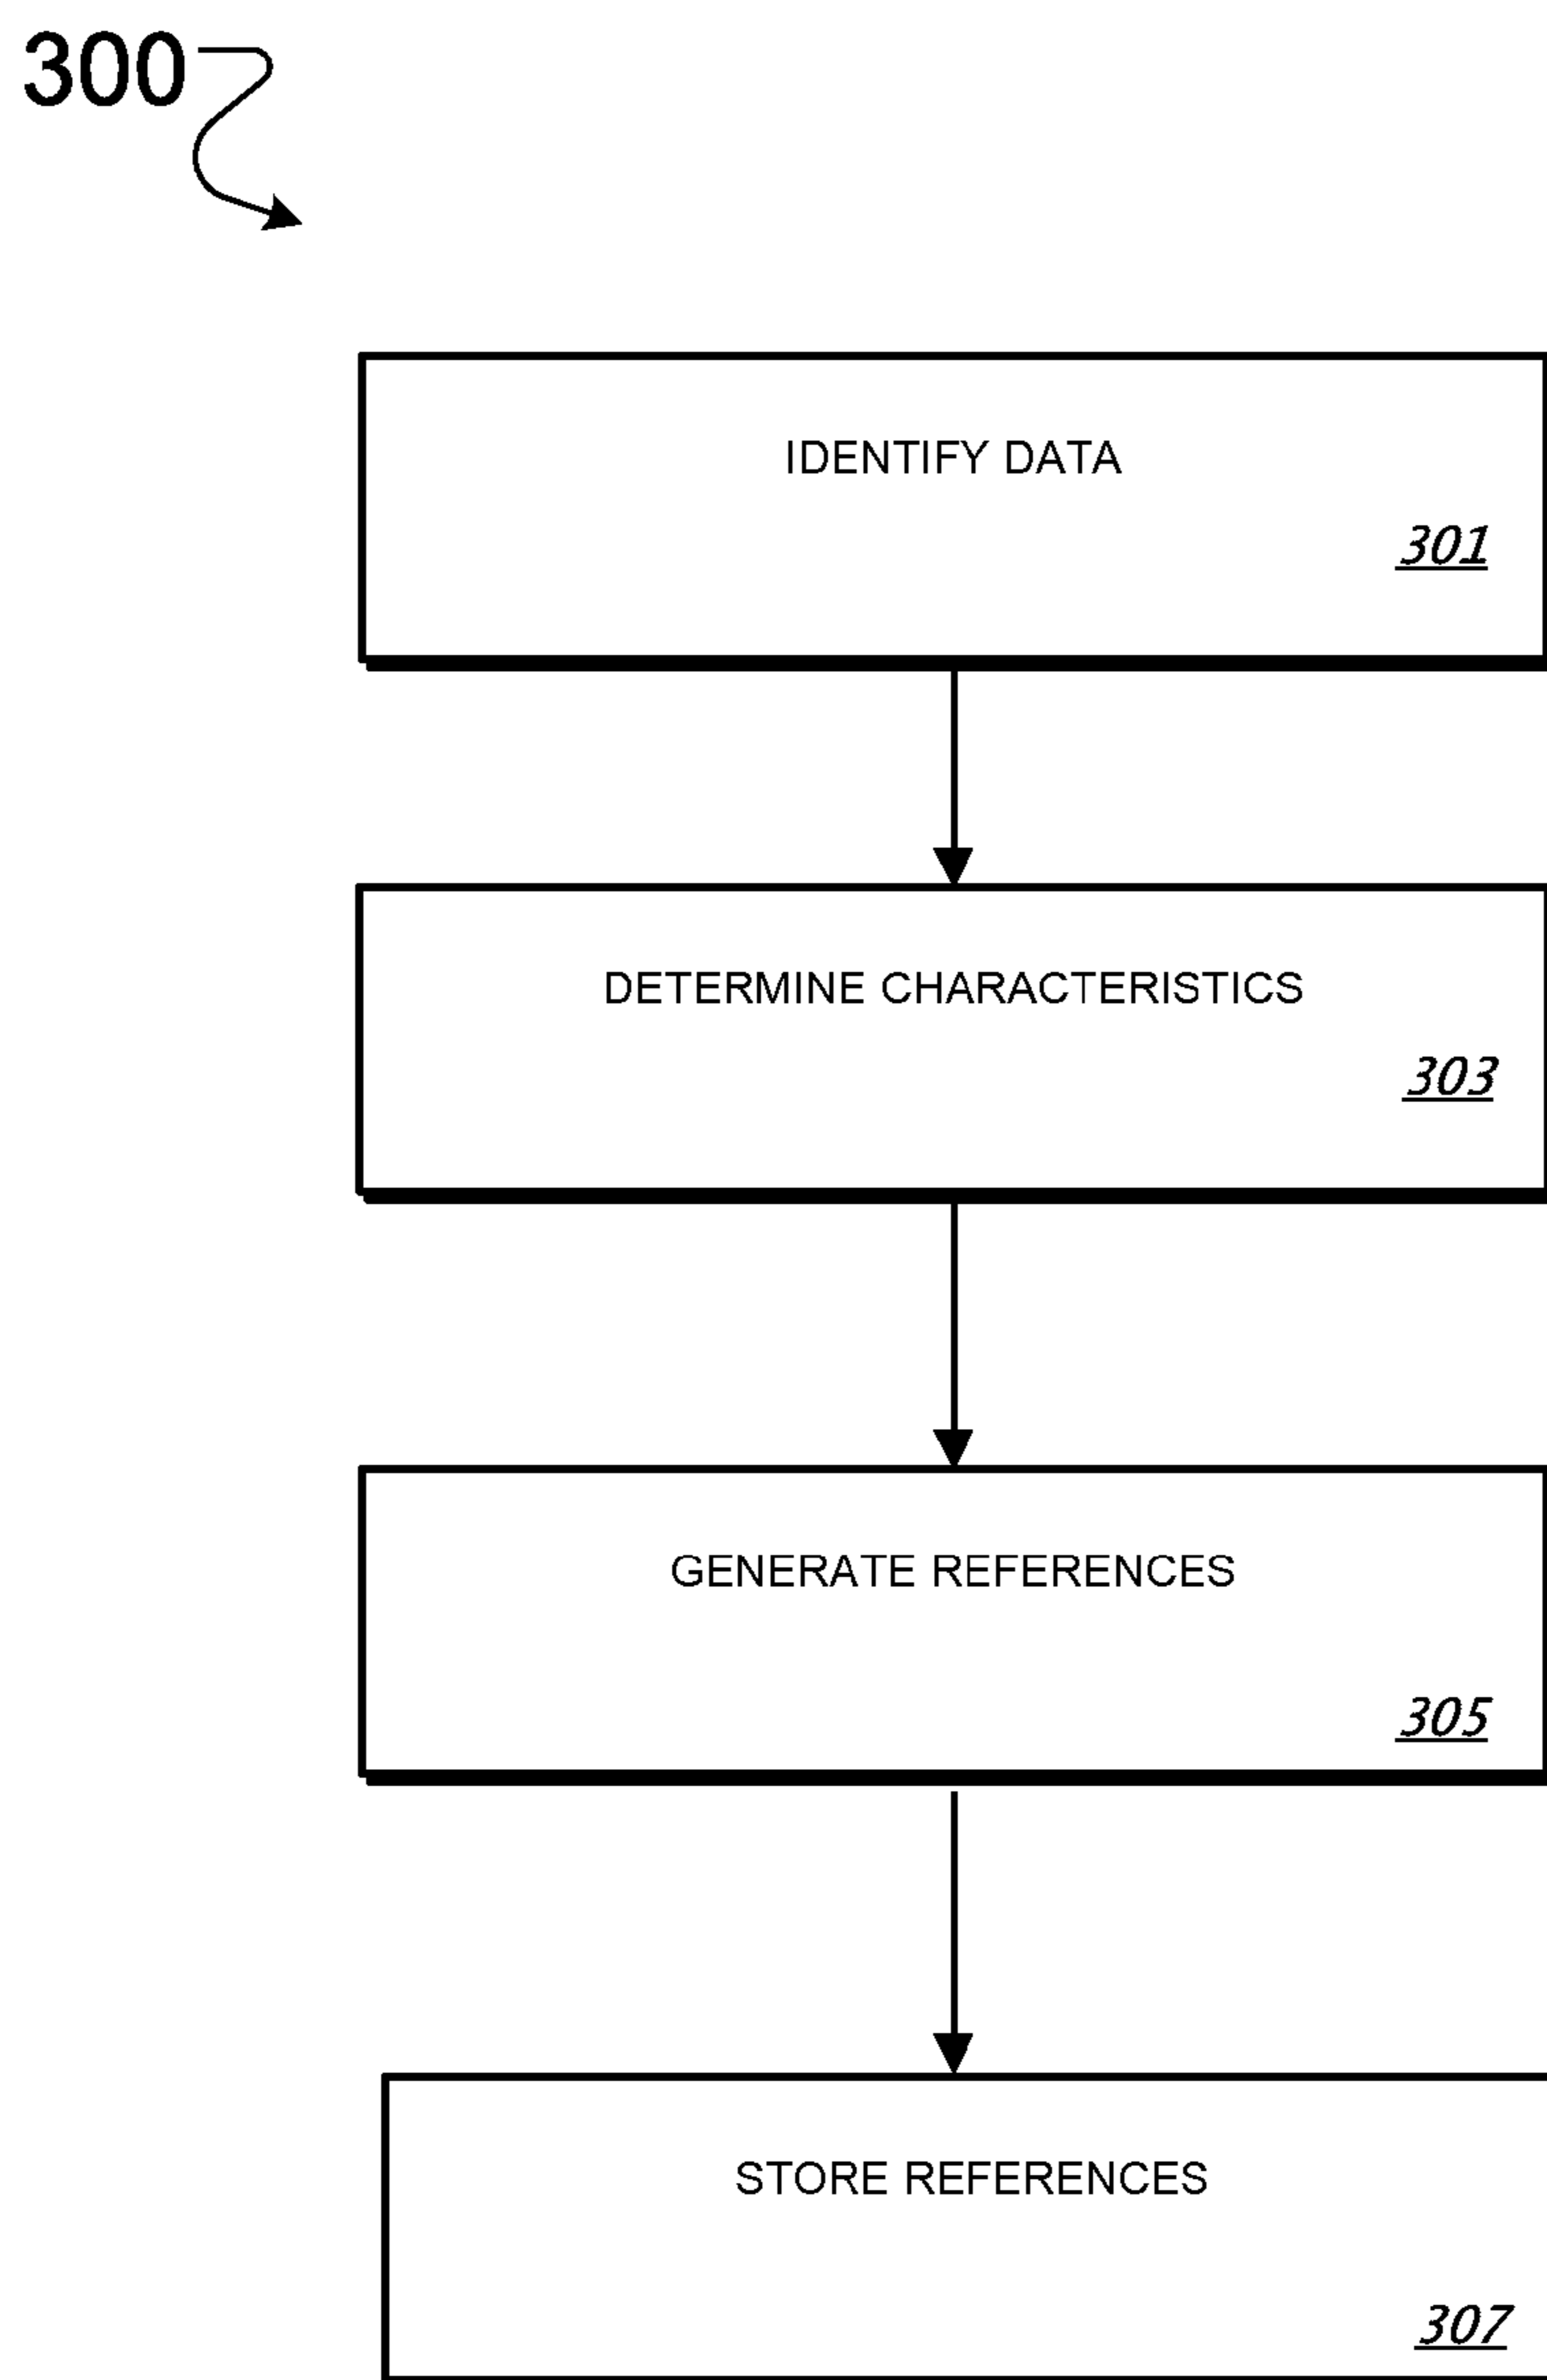 300
IDENTIFY DATA
301
DETERMINE CHARACTERISTICS
303
GENERATE REFERENCES
305
STORE REFERENCES
307